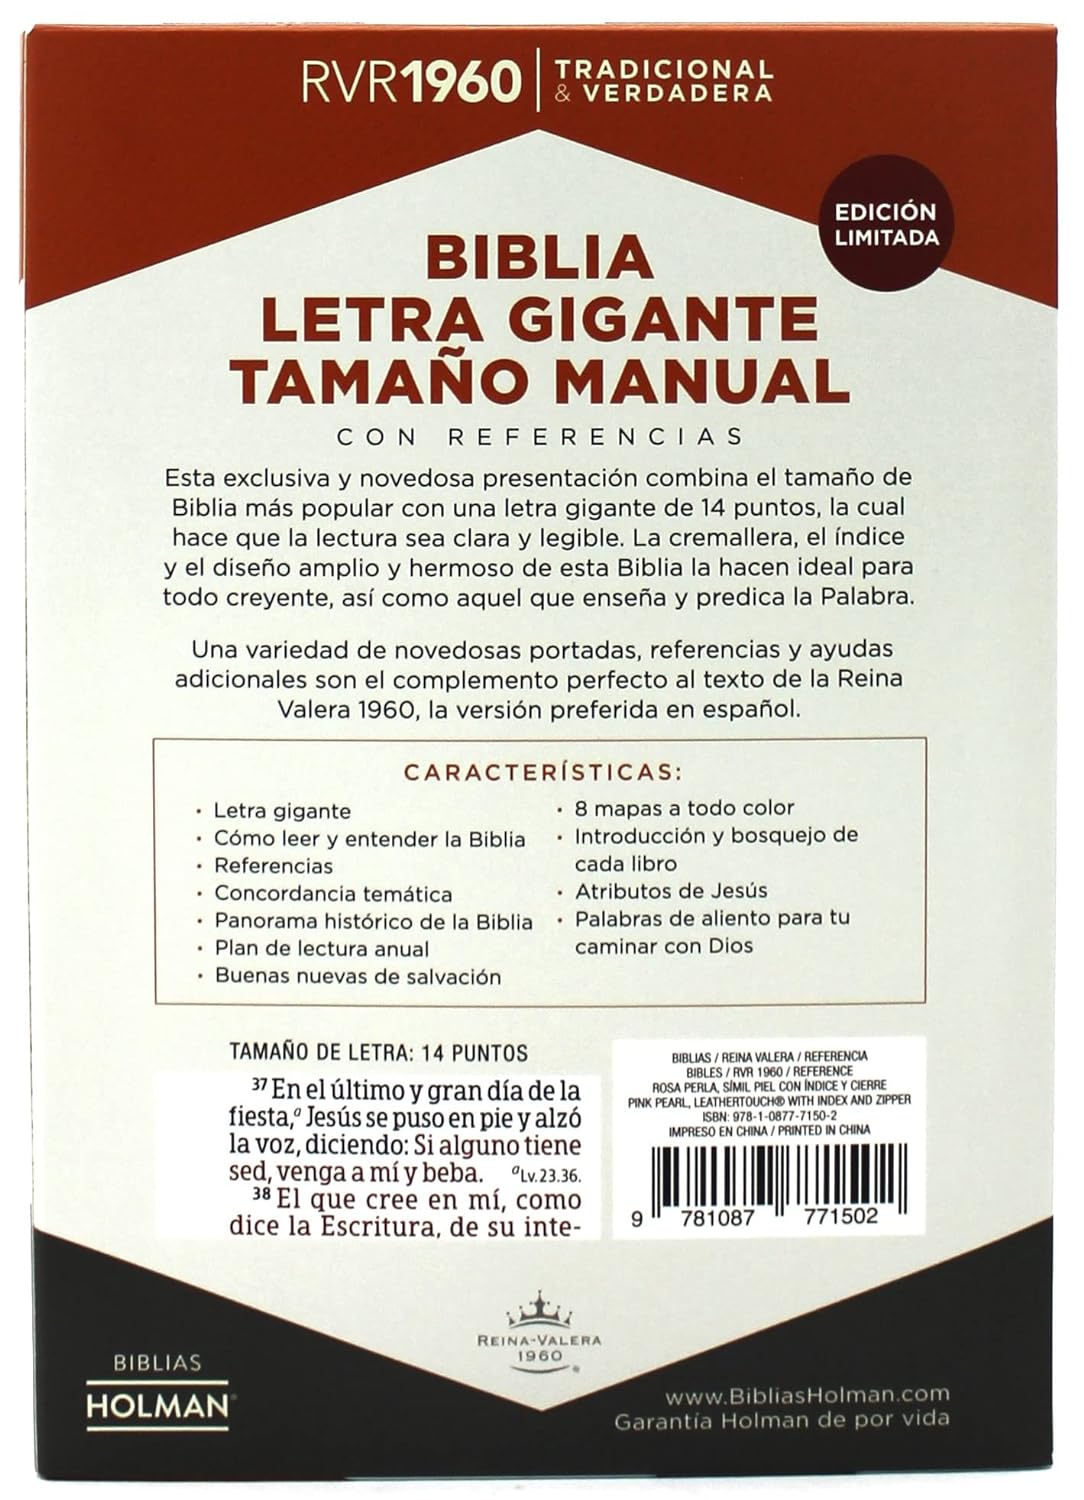 RVR1960 TRADICIONAL
& VERDADERA
EDICIÓN
LIMITADA
BIBLIA
LETRA GIGANTE
TAMAÑO MANUAL
CON REFERENCIAS
Esta exclusiva y novedosa presentación combina el tamaño de
Biblia más popular con una letra gigante de 14 puntos, la cual
hace que la lectura sea clara y legible. La cremallera, el índice
y el diseño amplio y hermoso de esta Biblia la hacen ideal para
todo creyente, así como aquel que enseña y predica la Palabra.
Una variedad de novedosas portadas, referencias y ayudas
adicionales son el complemento perfecto al texto de la Reina
Valera 1960, la versión preferida en español.
CARACTERÍSTICAS:
· Letra gigante
· Cómo leer y entender la Biblia
· Referencias
· Concordancia temática
· Panorama histórico de la Biblia
· Plan de lectura anual
· Buenas nuevas de salvación
· 8 mapas a todo color
· Introducción y bosquejo de
cada libro
· Atributos de Jesús
· Palabras de aliento para tu
caminar con Dios
TAMAÑO DE LETRA: 14 PUNTOS
37 En el último y gran día de la
fiesta,a Jesús se puso en pie y alzó
la voz, diciendo: Si alguno tiene
sed, venga a mí y beba. aLv. 23.36.
38 El que cree en mí, como
dice la Escritura, de su inte-
BIBLIAS / REINA VALERA / REFERENCIA
BIBLES / RVR 1960 / REFERENCE
ROSA PERLA, SÍMIL PIEL CON ÍNDICE Y CIERRE
PINK PEARL, LEATHERTOUCH® WITH INDEX AND ZIPPER
ISBN: 978-1-0877-7150-2
IMPRESO EN CHINA / PRINTED IN CHINA
9 781087 771502
REINA-VALERA
1960®
BIBLIAS
HOLMAN®
www.BibliasHolman.com
Garantía Holman de por vida